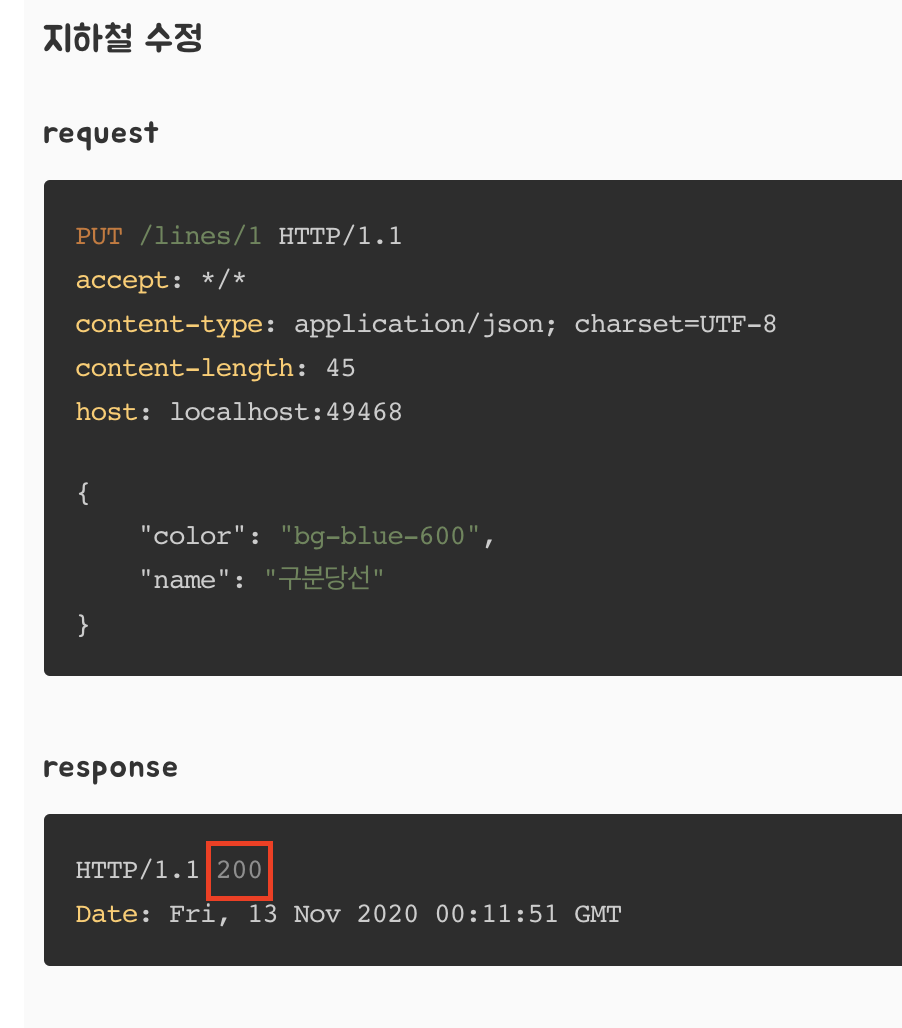 지하철 수정
request
PUT /lines/1 HTTP/1.1
accept: */*
content-type: application/json; charset=UTF-8
content-length: 45
host: localhost:49468
{
    "color": "bg-blue-600",
    "name": "구분당선"
}
response
HTTP/1.1 200
Date: Fri, 13 Nov 2020 00:11:51 GMT